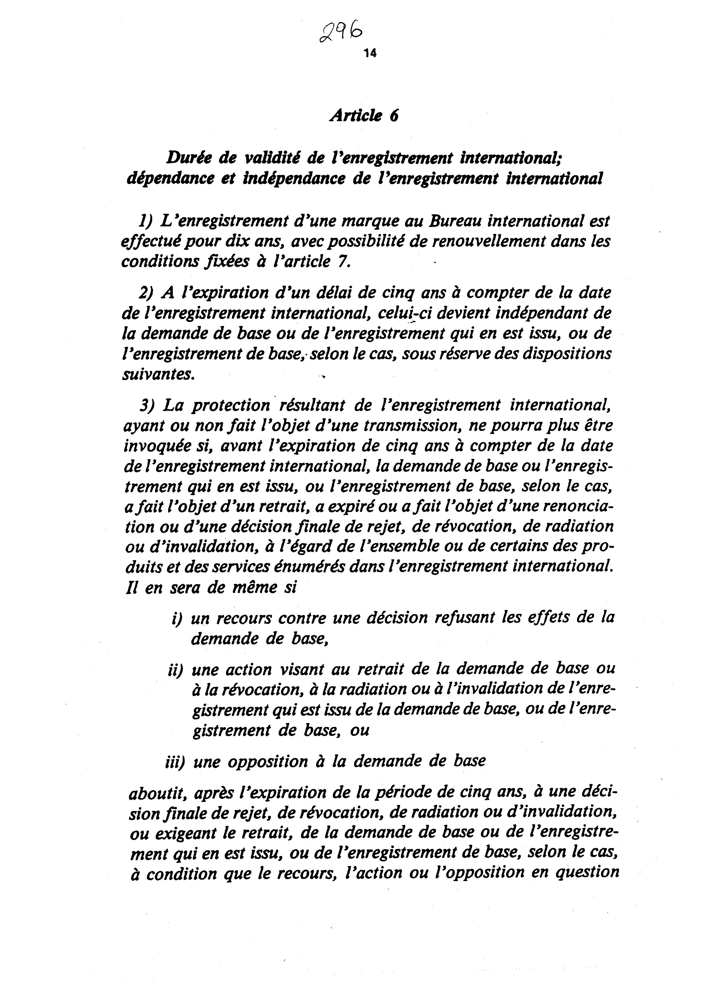 296
14
Article 6
Durée de validité de l'enregistrement international;
dépendance et indépendance de l'enregistrement international
1) L'enregistrement d'une marque au Bureau international est
effectué pour dix ans, avec possibilité de renouvellement dans les
conditions fixées à l'article 7.
2) A l'expiration d'un délai de cinq ans à compter de la date
de l'enregistrement international, celui-ci devient indépendant de
la demande de base ou de l'enregistrement qui en est issu, ou de
l'enregistrement de base, selon le cas, sous réserve des dispositions
suivantes.
3) La protection résultant de l'enregistrement international,
ayant ou non fait l'objet d'une transmission, ne pourra plus être
invoquée si, avant l'expiration de cinq ans à compter de la date
de l'enregistrement international, la demande de base ou l'enregis-
trement qui en est issu, ou l'enregistrement de base, selon le cas,
a fait l'objet d'un retrait, a expiré ou a fait l'objet d'une renoncia-
tion ou d'une décision finale de rejet, de révocation, de radiation
ou d'invalidation, à l'égard de l'ensemble ou de certains des pro-
duits et des services énumérés dans l'enregistrement international.
Il en sera de même si
i) un recours contre une décision refusant les effets de la
demande de base,
ii) une action visant au retrait de la demande de base ou
à la révocation, à la radiation ou à l'invalidation de l'enre-
gistrement qui est issu de la demande de base, ou de l'enre-
gistrement de base, ou
iii) une opposition à la demande de base
aboutit, après l'expiration de la période de cinq ans, à une déci-
sion finale de rejet, de révocation, de radiation ou d'invalidation,
ou exigeant le retrait, de la demande de base ou de l'enregistre-
ment qui en est issu, ou de l'enregistrement de base, selon le cas,
à condition que le recours, l'action ou l'opposition en question